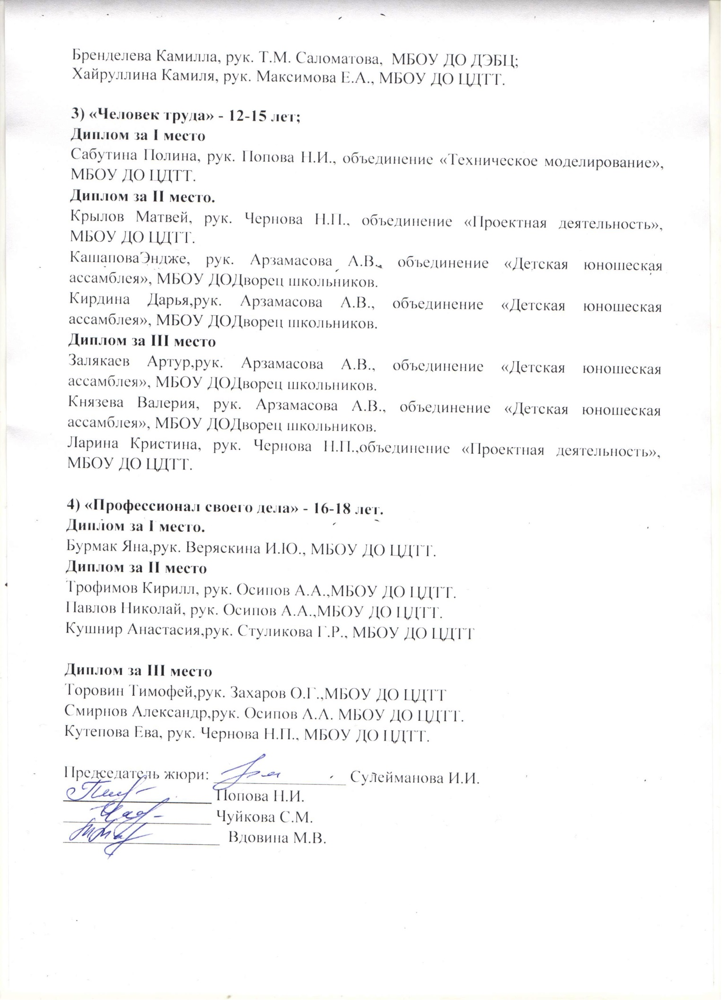 Бренделева Камилла, рук. Т.М. Саломатова, МБОУ ДО ДЭБЦ;
Хайруллина Камиля, рук. Максимова Е.А., МБОУ ДО ЦДТТ.
3) «Человек труда» - 12-15 лет;
Диплом за I место
Сабутина Полина, рук. Попова Н.И., объединение «Техническое моделирование»,
МБОУ ДО ЦДТТ.
Диплом за II место.
Крылов Матвей, рук. Чернова Н.П., объединение «Проектная деятельность»,
МБОУ ДО ЦДТТ.
КашаповаЭндже, рук. Арзамасова А.В., объединение «Детская юношеская
ассамблея», МБОУ ДОДворец школьников.
Кирдина Дарья,рук. Арзамасова А.В., объединение «Детская юношеская
ассамблея», МБОУ ДОДворец школьников.
Диплом за III место
Залякаев Артур,рук. Арзамасова А.В., объединение «Детская юношеская
ассамблея», МБОУ ДОДворец школьников.
Князева Валерия, рук. Арзамасова А.В., объединение «Детская юношеская
ассамблея», МБОУ ДОДворец школьников.
Ларина Кристина, рук. Чернова Н.П.,объединение «Проектная деятельность»,
МБОУ ДО ЦДТТ.
4) «Профессионал своего дела» - 16-18 лет.
Диплом за I место.
Бурмак Яна,рук. Веряскина И.Ю., МБОУ ДО ЦДТТ.
Диплом за II место
Трофимов Кирилл, рук. Осипов А.А.,МБОУ ДО ЦДТТ.
Павлов Николай, рук. Осипов А.А.,МБОУ ДО ЦДТТ.
Кушнир Анастасия,рук. Стуликова Г.Р., МБОУ ДО ЦДТТ
Диплом за III место
Торовин Тимофей,рук. Захаров О.Г.,МБОУ ДО ЦДТТ
Смирнов Александр,рук. Осипов А.А. МБОУ ДО ЦДТТ.
Кутепова Ева, рук. Чернова Н.П., МБОУ ДО ЦДТТ.
Председатель жюри: Сулейманова И.И.
Попова Н.И.
Чуйкова С.М.
Вдовина М.В.